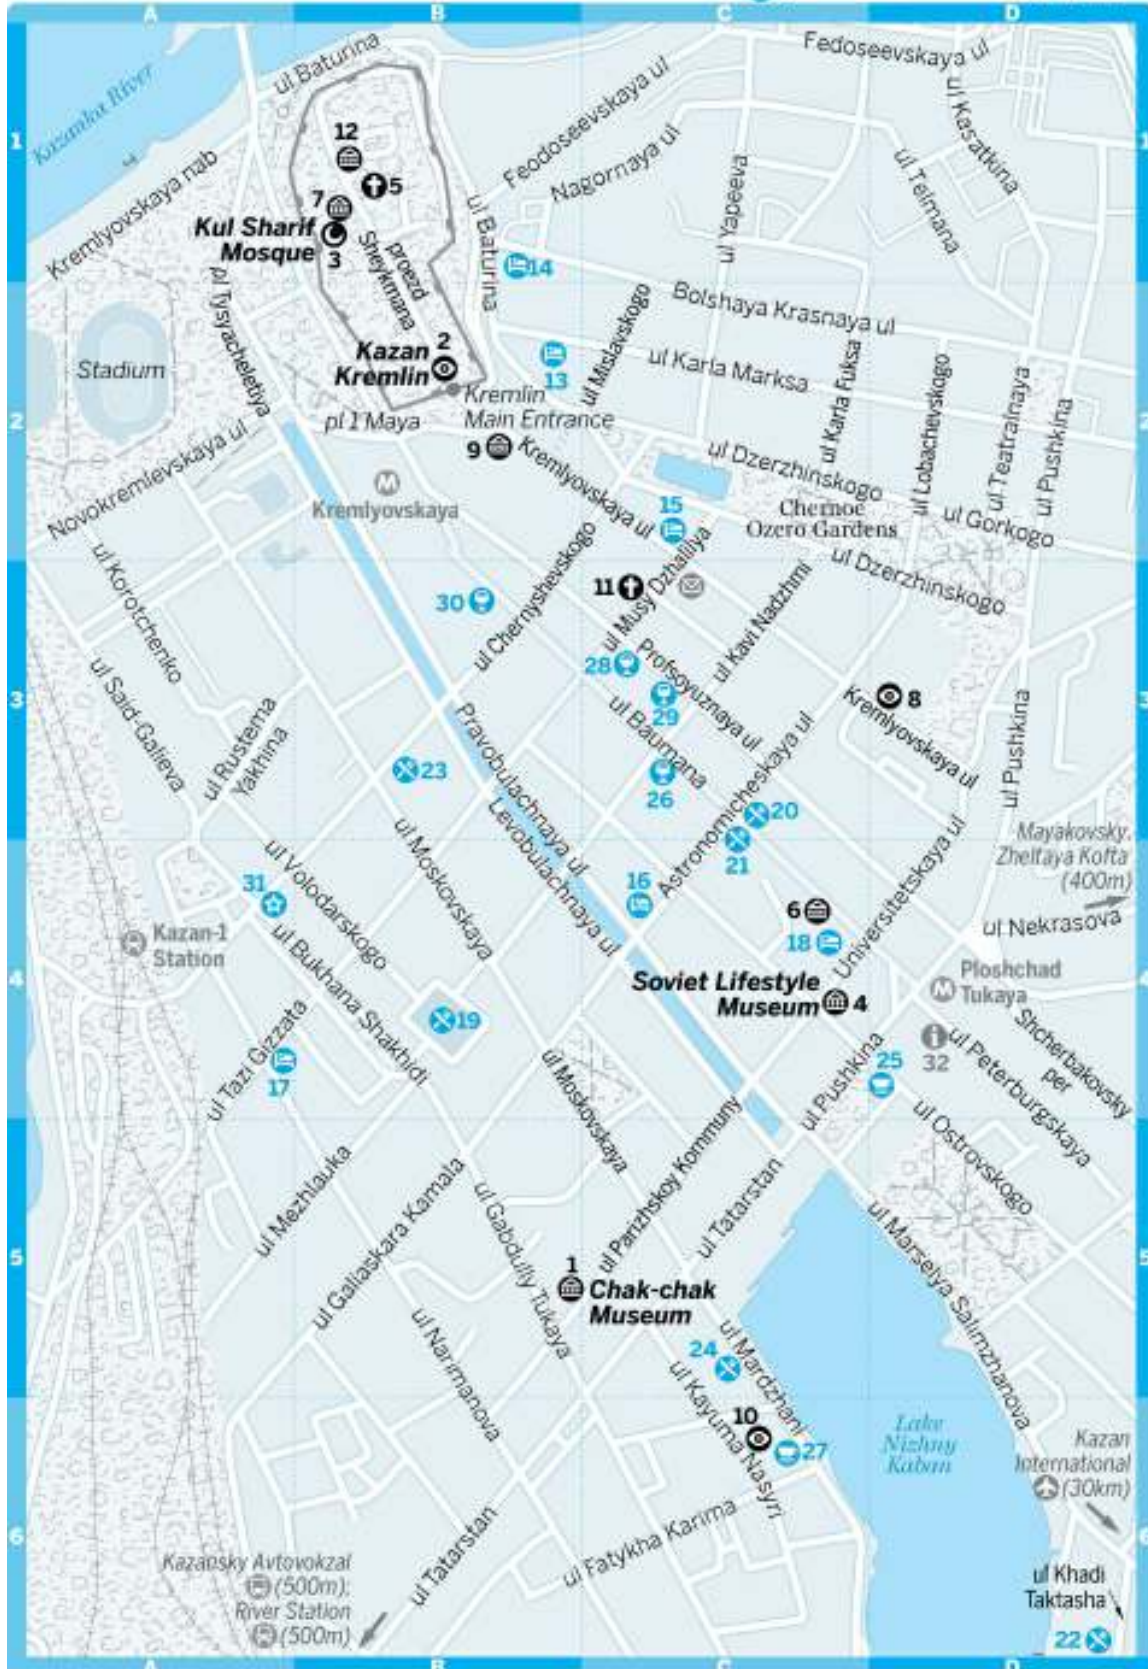 A
B
C
D
1
2
3
4
5
6
1
2
3
4
5
6
A
B
C
D
Fedoseevskaya ul
ul Baturina
Kazanka River
Feodoseevskaya ul
ul Kasatkina
12
5
Nagornaya ul
ul Telmana
Kremlyovskaya nab
7
Kul Sharif
Mosque
3
proezd
Sheykmana
ul Baturina
ul Yapeeva
14
pl Tysyacheletiya
Bolshaya Krasnaya ul
ul Mislavskogo
Stadium
2
Kazan
Kremlin
13
ul Karla Marksa
ul Karla Fuksa
ul Lobachevskogo
ul Teatralnaya
ul Pushkina
Kremlin
Main Entrance
pl 1 Maya
9
Kremlyovskaya ul
ul Dzerzhinskogo
Novokremlevskaya ul
Kremlyovskaya
15
Chernoe
Ozero Gardens
ul Gorkogo
ul Dzerzhinskogo
ul Korotchenko
ul Chernyshevskogo
30
11
ul Musy Dzhalilya
ul Kavi Nadzhmi
28
Profsoyuznaya ul
29
8
Kremlyovskaya ul
ul Said-Galieva
ul Rustema
Yakhina
23
Pravobulachnaya ul
Levobulachnaya ul
ul Baumana
26
Astronomicheskaya ul
20
21
ul Pushkina
Mayakovsky.
Zheltaya Kofta
(400m)
ul Nekrasova
ul Volodarskogo
31
ul Moskovskaya
16
6
18
Universitetskaya ul
Kazan-1
Station
ul Bukhana Shakhidi
Soviet Lifestyle
Museum
4
Ploshchad
Tukaya
32
Shcherbakovsky
per
19
ul Tazi Gizzata
17
ul Moskovskaya
ul Pushkina
25
ul Peterburgskaya
ul Ostrovskogo
ul Mezhlauka
ul Galiaskara Kamala
ul Gabdully Tukaya
ul Parizhskoy Kommuny
ul Tatarstan
ul Marselya Salimzhanova
1
Chak-chak
Museum
ul Narimanova
24
ul Mardzhani
ul Kayuma Nasyri
10
27
Lake
Nizhny
Kaban
Kazan
International
(30km)
ul Tatarstan
ul Fatykha Karima
Kazansky Avtovokzal
(500m);
River Station
(500m)
ul Khadi
Taktasha
22